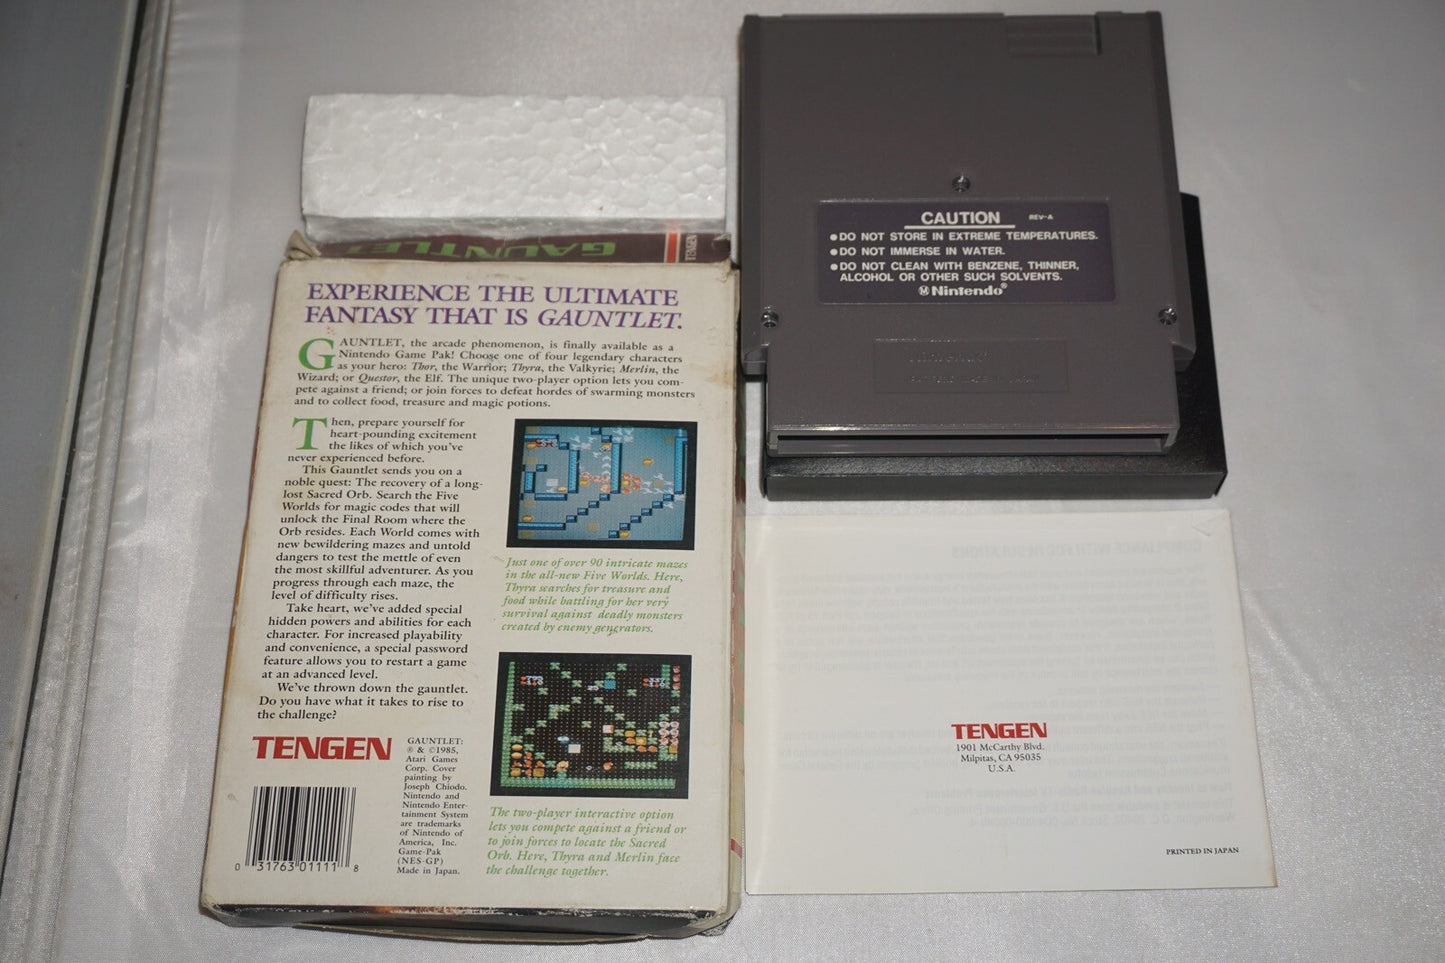 GAUNTLET
TENGEN
EXPERIENCE THE ULTIMATE
FANTASY THAT IS GAUNTLET.
GAUNTLET, the arcade phenomenon, is finally available as a
Nintendo Game Pak! Choose one of four legendary characters
as your hero: Thor, the Warrior; Thyra, the Valkyrie; Merlin, the
Wizard; or Questor, the Elf. The unique two-player option lets you com-
pete against a friend; or join forces to defeat hordes of swarming monsters
and to collect food, treasure and magic potions.
Then, prepare yourself for
heart-pounding excitement
the likes of which you've
never experienced before.
This Gauntlet sends you on a
noble quest: The recovery of a long-
lost Sacred Orb. Search the Five
Worlds for magic codes that will
unlock the Final Room where the
Orb resides. Each World comes with
new bewildering mazes and untold
dangers to test the mettle of even
the most skillful adventurer. As you
progress through each maze, the
level of difficulty rises.
Take heart, we've added special
hidden powers and abilities for each
character. For increased playability
and convenience, a special password
feature allows you to restart a game
at an advanced level.
We've thrown down the gauntlet.
Do you have what it takes to rise to
the challenge?
Just one of over 90 intricate mazes
in the all-new Five Worlds. Here,
Thyra searches for treasure and
food while battling for her very
survival against deadly monsters
created by enemy generators.
The two-player interactive option
lets you compete against a friend or
to join forces to locate the Sacred
Orb. Here, Thyra and Merlin face
the challenge together.
TENGEN
GAUNTLET:
® & ©1985,
Atari Games
Corp. Cover
painting by
Joseph Chiodo.
Nintendo and
Nintendo Enter-
tainment System
are trademarks
of Nintendo of
America, Inc.
Game-Pak
(NES-GP)
Made in Japan.
0 31763 01111 8
CAUTION REV-A
●DO NOT STORE IN EXTREME TEMPERATURES.
●DO NOT IMMERSE IN WATER.
●DO NOT CLEAN WITH BENZENE, THINNER,
ALCOHOL OR OTHER SUCH SOLVENTS.
Ⓜ Nintendo®
TENGEN
1901 McCarthy Blvd.
Milpitas, CA 95035
U.S.A.
PRINTED IN JAPAN